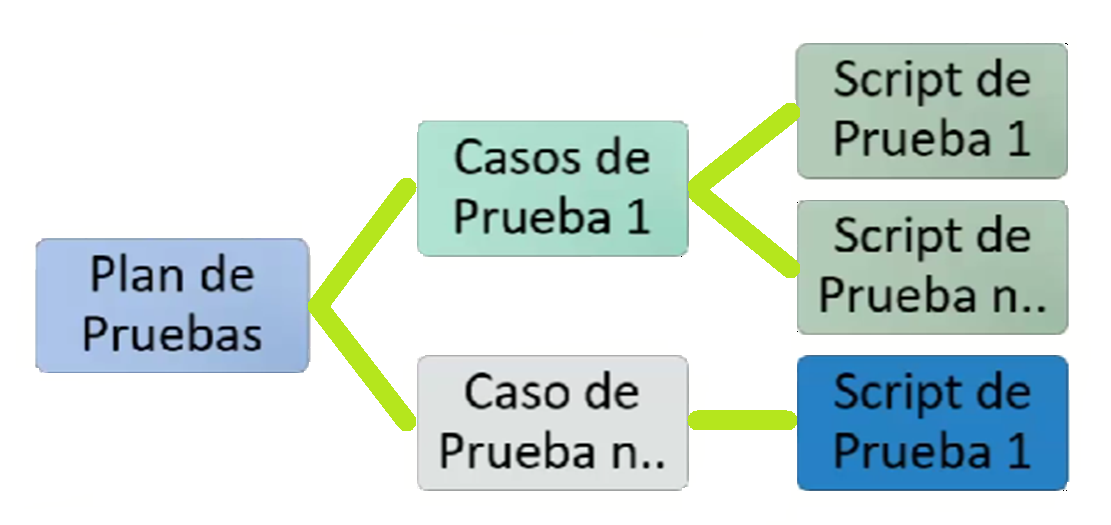 Plan de
Pruebas
Casos de
Prueba 1
Script de
Prueba 1
Script de
Prueba n..
Caso de
Prueba n..
Script de
Prueba 1